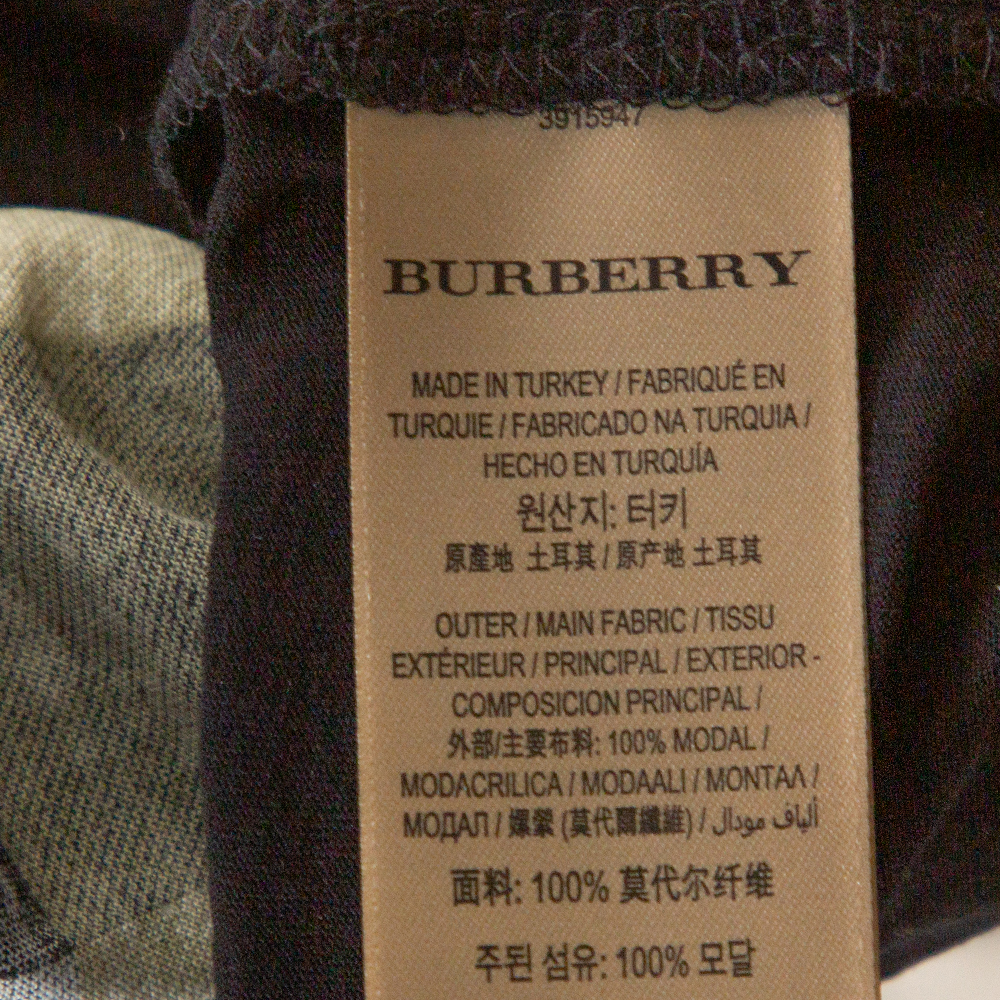 3915947
BURBERRY
MADE IN TURKEY / FABRIQUÉ EN
TURQUIE / FABRICADO NA TURQUIA /
HECHO EN TURQUÍA
원산지: 터키
原產地 土耳其 / 原产地 土耳其
OUTER / MAIN FABRIC / TISSU
EXTÉRIEUR / PRINCIPAL / EXTERIOR -
COMPOSICION PRINCIPAL /
外部/主要布料: 100% MODAL /
MODACRILICA / MODAALI / ΜΟΝΤΑΛ /
МОДАЛ / 嫘縈 (莫代爾纖維) / ألياف مودال
面料: 100% 莫代尔纤维
주된 섬유: 100% 모달